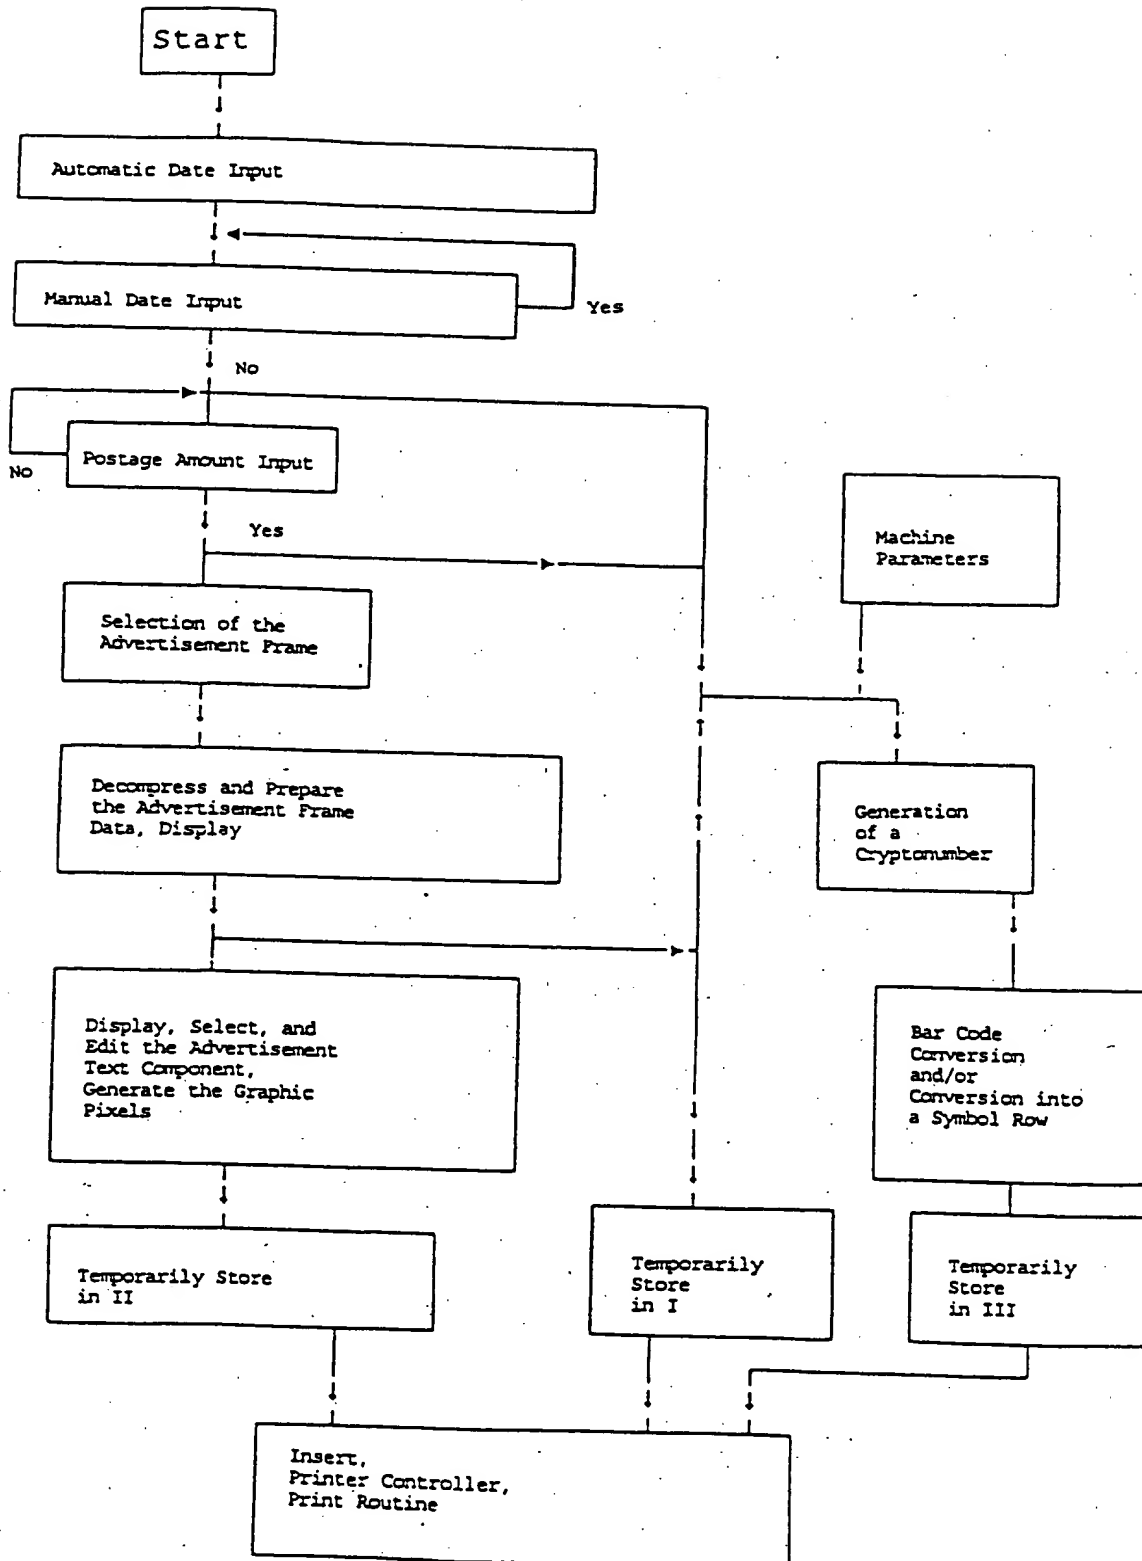 Start
Automatic Date Input
Manual Date Input
Yes
No
Postage Amount Input
No
Yes
Machine
Parameters
Selection of the
Advertisement Frame
Decompress and Prepare
the Advertisement Frame
Data, Display
Generation
of a
Cryptonumber
Display, Select, and
Edit the Advertisement
Text Component,
Generate the Graphic
Pixels
Bar Code
Conversion
and/or
Conversion into
a Symbol Row
Temporarily Store
in II
Temporarily
Store
in I
Temporarily
Store
in III
Insert,
Printer Controller,
Print Routine